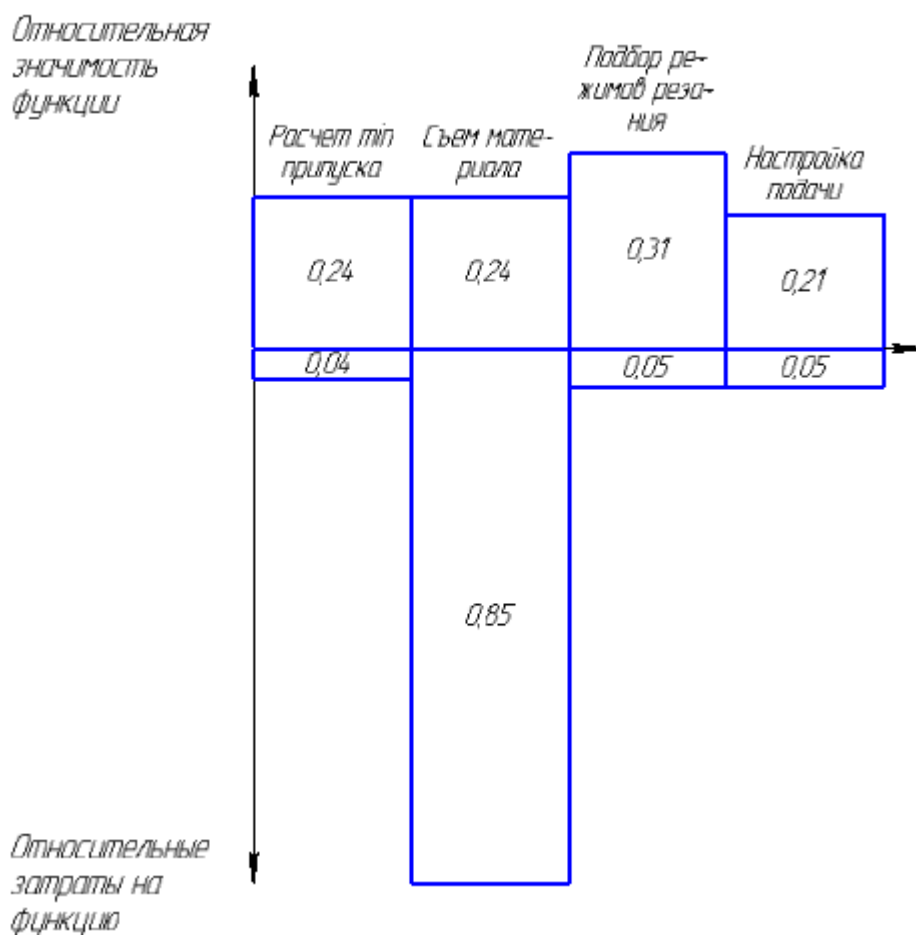 Относительная
значимость
функции
Расчет min
припуска
Съем мате-
риала
Подбор ре-
жимов реза-
ния
Настройка
подачи
0,24
0,24
0,31
0,21
0,04
0,05
0,05
0,85
Относительные
затраты на
функцию